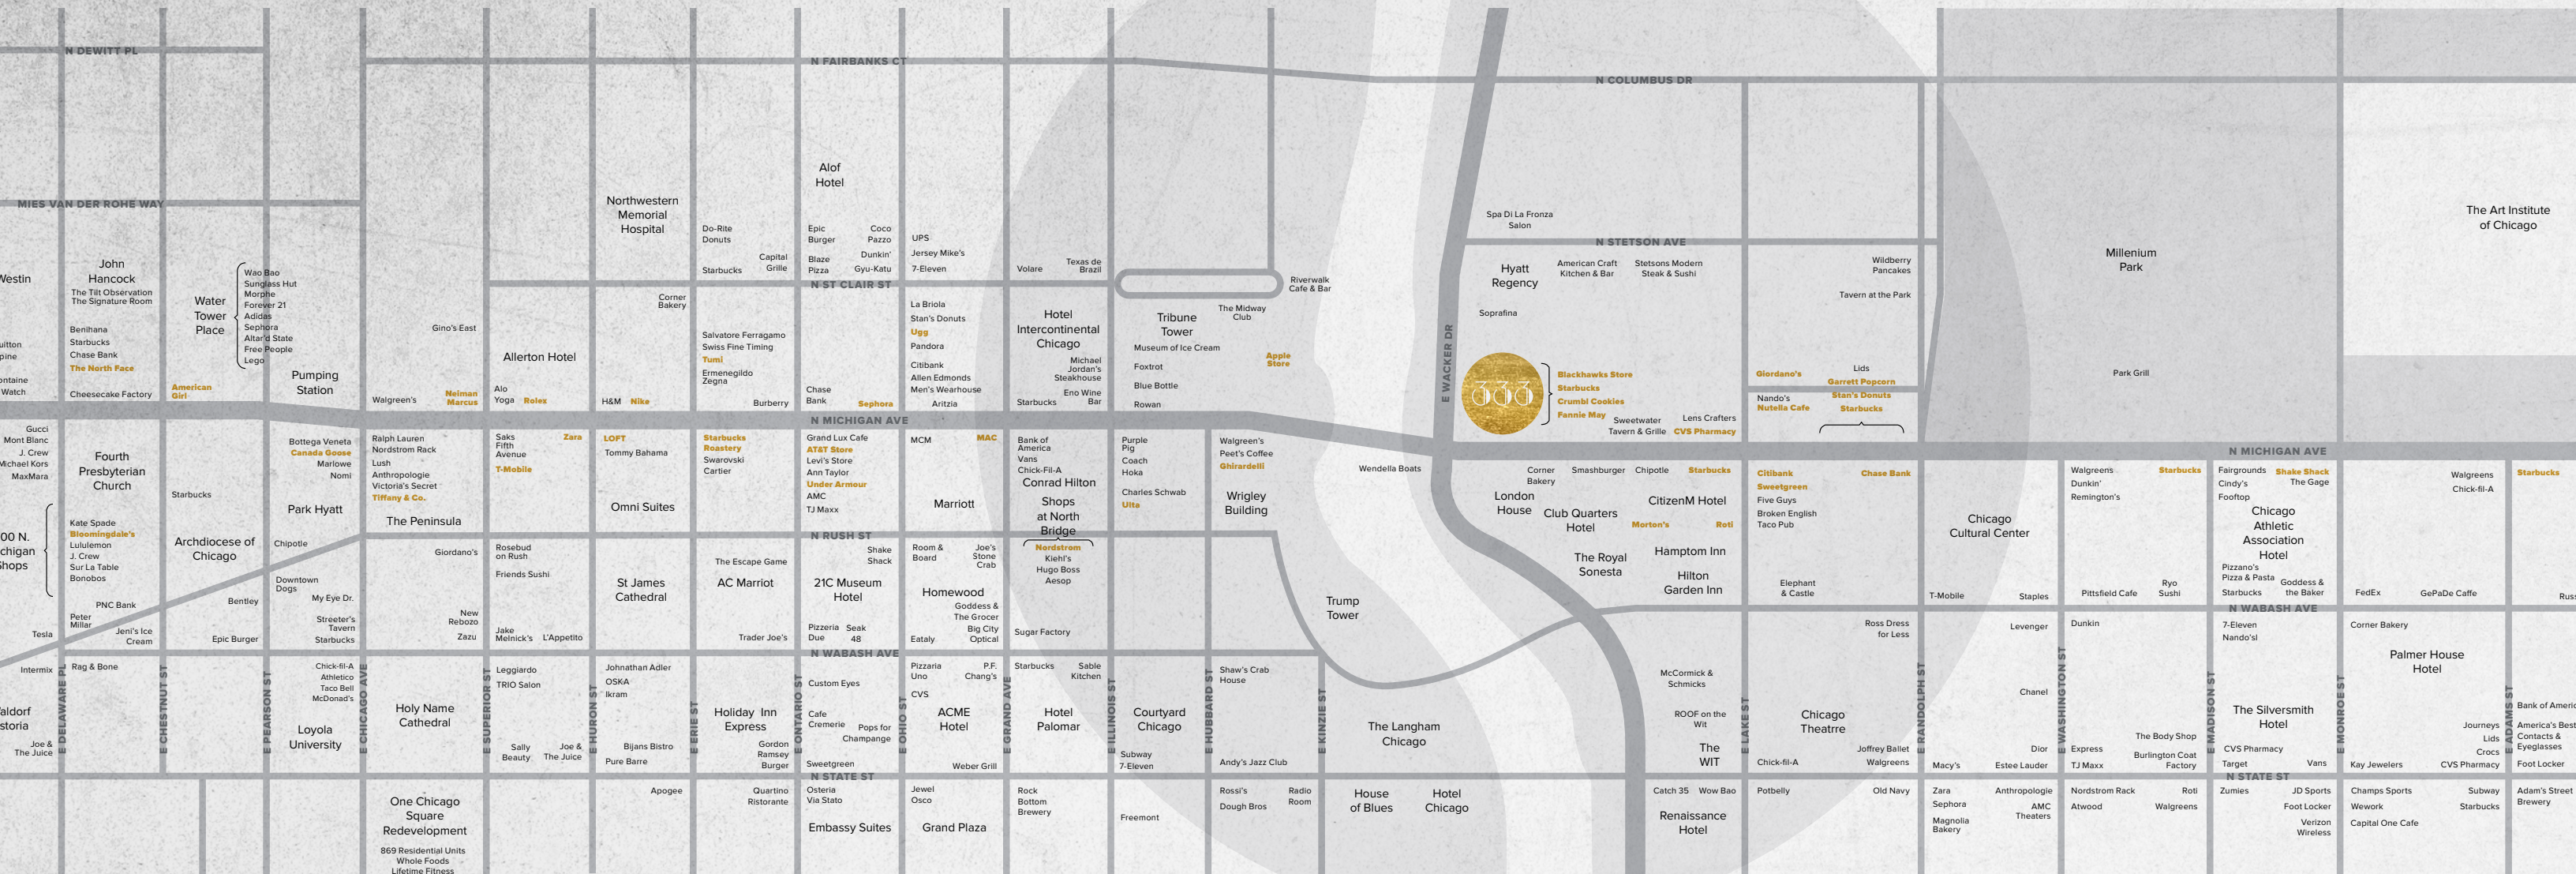 N DEWITT PL
N FAIRBANKS CT
N COLUMBUS DR
MIES VAN DER ROHE WAY
Westin
John
Hancock
The Tilt Observation
The Signature Room
Benihana
Starbucks
Chase Bank
The North Face
Cheesecake Factory
Water
Tower
Place
Wao Bao
Sunglass Hut
Morphe
Forever 21
Adidas
Sephora
Altar'd State
Free People
Lego
American
Girl
Pumping
Station
Gino's East
Walgreen's
Neiman
Marcus
Allerton Hotel
Alo
Yoga
Rolex
Northwestern
Memorial
Hospital
Corner
Bakery
H&M
Nike
Do-Rite
Donuts
Capital
Grille
Starbucks
Salvatore Ferragamo
Swiss Fine Timing
Tumi
Ermenegildo
Zegna
Burberry
Alof
Hotel
Epic
Burger
Coco
Pazzo
Blaze
Pizza
Dunkin'
Gyu-Katu
N ST CLAIR ST
Chase
Bank
Sephora
UPS
Jersey Mike's
7-Eleven
La Briola
Stan's Donuts
Ugg
Pandora
Citibank
Allen Edmonds
Men's Wearhouse
Aritzia
Volare
Texas de
Brazil
Hotel
Intercontinental
Chicago
Michael
Jordan's
Steakhouse
Eno Wine
Bar
Starbucks
Riverwalk
Cafe & Bar
The Midway
Club
Tribune
Tower
Museum of Ice Cream
Foxtrot
Blue Bottle
Rowan
Apple
Store
E WACKER DR
Spa Di La Fronza
Salon
N STETSON AVE
Hyatt
Regency
American Craft
Kitchen & Bar
Stetsons Modern
Steak & Sushi
Soprafina
333
Blackhawks Store
Starbucks
Crumbl Cookies
Fannie May
Sweetwater
Tavern & Grille
Lens Crafters
CVS Pharmacy
Wildberry
Pancakes
Tavern at the Park
Giordano's
Lids
Garrett Popcorn
Stan's Donuts
Starbucks
Nando's
Nutella Cafe
Millenium
Park
Park Grill
The Art Institute
of Chicago
N MICHIGAN AVE
N MICHIGAN AVE
Gucci
Mont Blanc
J. Crew
Michael Kors
MaxMara
Fourth
Presbyterian
Church
Kate Spade
Bloomingdale's
Lululemon
J. Crew
Sur La Table
Bonobos
PNC Bank
Peter
Millar
Jeni's Ice
Cream
Tesla
Starbucks
Archdiocese of
Chicago
Bentley
Epic Burger
Bottega Veneta
Canada Goose
Marlowe
Nomi
Park Hyatt
Chipotle
Downtown
Dogs
My Eye Dr.
Streeter's
Tavern
Starbucks
Ralph Lauren
Nordstrom Rack
Lush
Anthropologie
Victoria's Secret
Tiffany & Co.
The Peninsula
Giordano's
New
Rebozo
Zazu
Saks
Fifth
Avenue
Zara
T-Mobile
Rosebud
on Rush
Friends Sushi
Jake
Melnick's
L'Appetito
LOFT
Tommy Bahama
Omni Suites
St James
Cathedral
Starbucks
Roastery
Swarovski
Cartier
The Escape Game
AC Marriot
Trader Joe's
Grand Lux Cafe
AT&T Store
Levi's Store
Ann Taylor
Under Armour
AMC
TJ Maxx
N RUSH ST
Shake
Shack
21C Museum
Hotel
Pizzeria
Due
Seak
48
MCM
MAC
Marriott
Room &
Board
Joe's
Stone
Crab
Homewood
Goddess &
The Grocer
Big City
Optical
Eataly
Bank of
America
Vans
Chick-Fil-A
Conrad Hilton
Shops
at North
Bridge
Nordstrom
Kiehl's
Hugo Boss
Aesop
Sugar Factory
Purple
Pig
Coach
Hoka
Charles Schwab
Ulta
Walgreen's
Peet's Coffee
Ghirardelli
Wrigley
Building
Wendella Boats
Trump
Tower
Corner
Bakery
Smashburger
Chipotle
Starbucks
London
House
Club Quarters
Hotel
CitizenM Hotel
Morton's
Roti
The Royal
Sonesta
Hamptom Inn
Hilton
Garden Inn
Citibank
Chase Bank
Sweetgreen
Five Guys
Broken English
Taco Pub
Elephant
& Castle
Chicago
Cultural Center
T-Mobile
Staples
Walgreens
Starbucks
Dunkin'
Remington's
Pittsfield Cafe
Ryo
Sushi
Fairgrounds
Shake Shack
Cindy's
The Gage
Fooftop
Chicago
Athletic
Association
Hotel
Pizzano's
Pizza & Pasta
Goddess &
the Baker
Starbucks
Walgreens
Chick-fil-A
FedEx
GePaDe Caffe
Starbucks
N WABASH AVE
N WABASH AVE
Intermix
Joe &
The Juice
Rag & Bone
E DELAWARE PL
E CHESTNUT ST
E PEARSON ST
Chick-fil-A
Athletico
Taco Bell
McDonad's
Loyola
University
E CHICAGO AVE
Holy Name
Cathedral
E SUPERIOR ST
Leggiardo
TRIO Salon
Sally
Beauty
Joe &
The Juice
E HURON ST
Johnathan Adler
OSKA
Ikram
Bijans Bistro
Pure Barre
E ERIE ST
Holiday Inn
Express
Gordon
Ramsey
Burger
E ONTARIO ST
Custom Eyes
Cafe
Cremerie
Pops for
Champange
Sweetgreen
E OHIO ST
Pizzaria
Uno
P.F.
Chang's
CVS
ACME
Hotel
Weber Grill
E GRAND AVE
Starbucks
Sable
Kitchen
Hotel
Palomar
E ILLINOIS ST
Courtyard
Chicago
Subway
7-Eleven
E HUBBARD ST
Shaw's Crab
House
Andy's Jazz Club
E KINZIE ST
The Langham
Chicago
McCormick &
Schmicks
ROOF on the
Wit
The
WIT
E LAKE ST
Ross Dress
for Less
Chicago
Theatrre
Joffrey Ballet
Chick-fil-A
Walgreens
E RANDOLPH ST
Levenger
Chanel
Dior
Macy's
Estee Lauder
E WASHINGTON ST
Dunkin
The Body Shop
Express
Burlington Coat
Factory
TJ Maxx
E MADISON ST
7-Eleven
Nando'sl
The Silversmith
Hotel
CVS Pharmacy
Target
Vans
E MONROE ST
Corner Bakery
Palmer House
Hotel
Journeys
Lids
Crocs
Kay Jewelers
CVS Pharmacy
E ADAMS ST
America's Best
Contacts &
Eyeglasses
Foot Locker
N STATE ST
N STATE ST
One Chicago
Square
Redevelopment
869 Residential Units
Whole Foods
Lifetime Fitness
Apogee
Quartino
Ristorante
Osteria
Via Stato
Embassy Suites
Jewel
Osco
Grand Plaza
Rock
Bottom
Brewery
Freemont
Rossi's
Radio
Room
Dough Bros
House
of Blues
Hotel
Chicago
Catch 35
Wow Bao
Renaissance
Hotel
Potbelly
Old Navy
Zara
Anthropologie
Sephora
AMC
Theaters
Magnolia
Bakery
Nordstrom Rack
Roti
Atwood
Walgreens
Zumies
JD Sports
Foot Locker
Verizon
Wireless
Champs Sports
Subway
Wework
Starbucks
Capital One Cafe
Adam's Street
Brewery